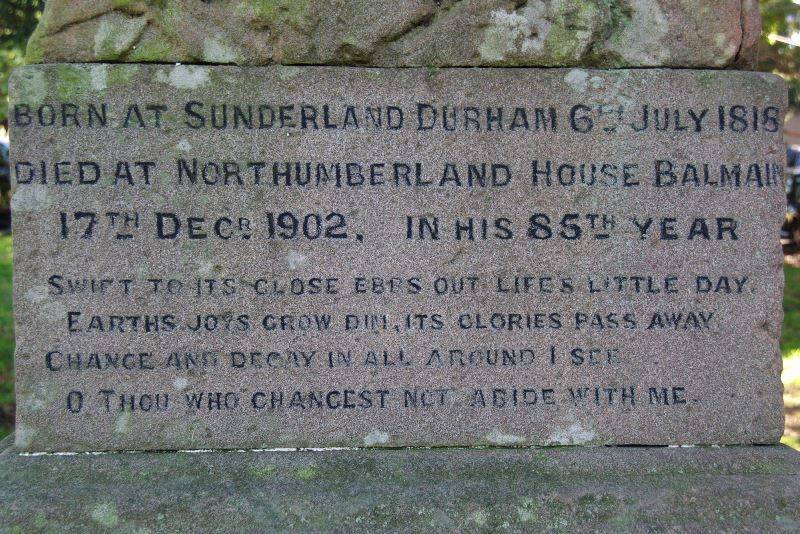 BORN AT SUNDERLAND DURHAM 6TH JULY 1818
DIED AT NORTHUMBERLAND HOUSE BALMAIN
17TH DECR 1902, IN HIS 85TH YEAR
SWIFT TO ITS CLOSE EBBS OUT LIFES LITTLE DAY.
EARTHS JOYS GROW DIM, ITS GLORIES PASS AWAY
CHANGE AND DECAY IN ALL AROUND I SEE
O THOU WHO CHANGEST NOT ABIDE WITH ME.